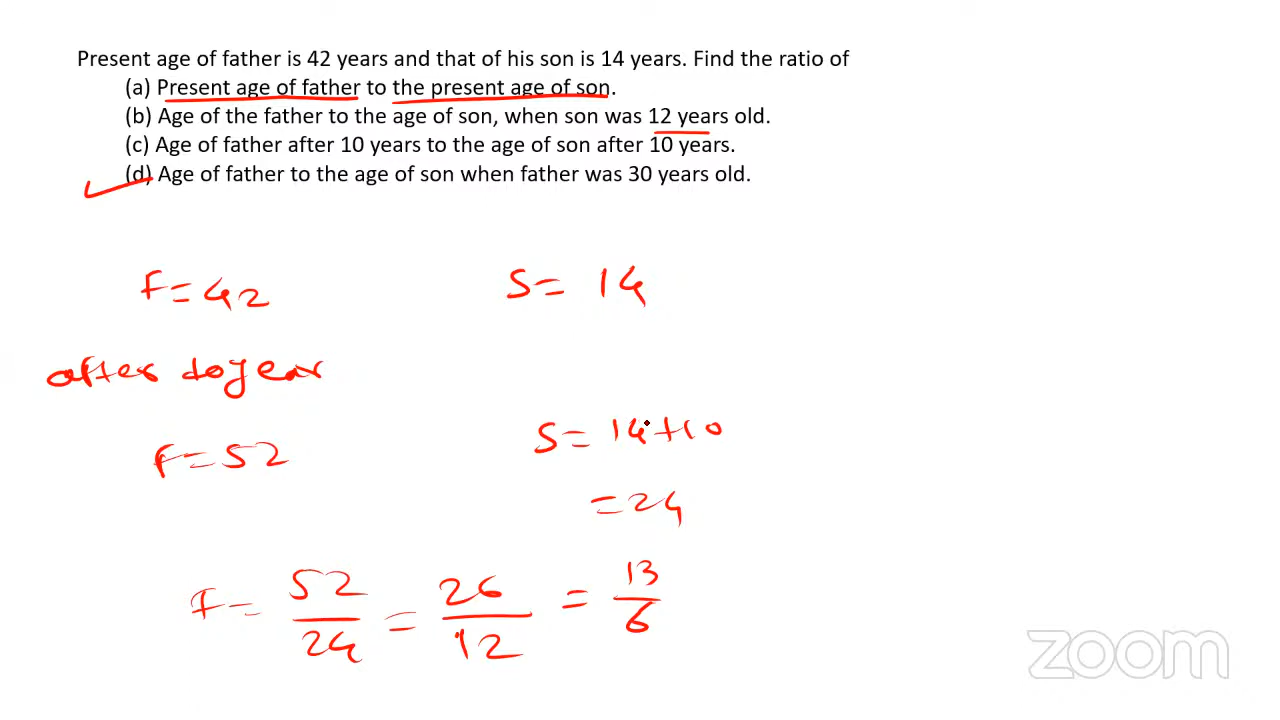 Present age of father is 42 years and that of his son is 14 years. Find the ratio of
(a) Present age of father to the present age of son.
(b) Age of the father to the age of son, when son was 12 years old.
(c) Age of father after 10 years to the age of son after 10 years.
(d) Age of father to the age of son when father was 30 years old.
F = 42 S = 14
after 10 year
F = 52 S = 14+10
= 24
F = 52/24 = 26/12 = 13/6
zoom